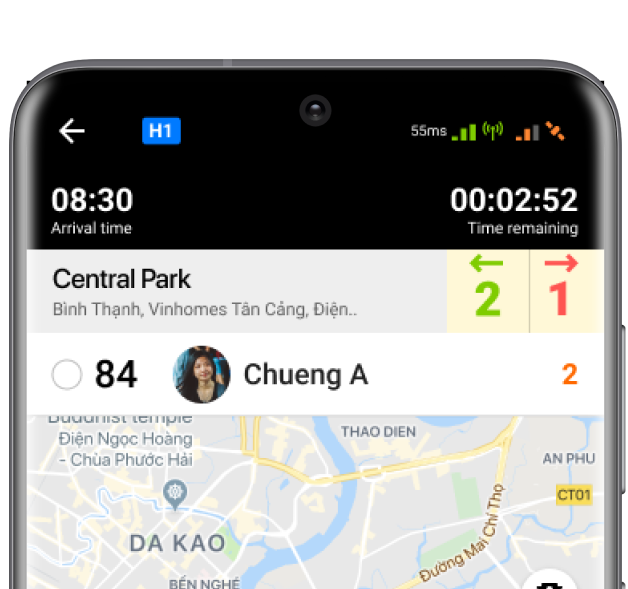 H1
55ms
08:30
00:02:52
Arrival time
Time remaining
Central Park
Bình Thạnh, Vinhomes Tân Cảng, Điện..
2
1
84
Chueng A
2
Buddhist temple
Điện Ngọc Hoàng
- Chùa Phước Hải
THAO DIEN
AN PHU
CT01
DA KAO
Đường Mai Chí Thọ
BẾN NGHÉ